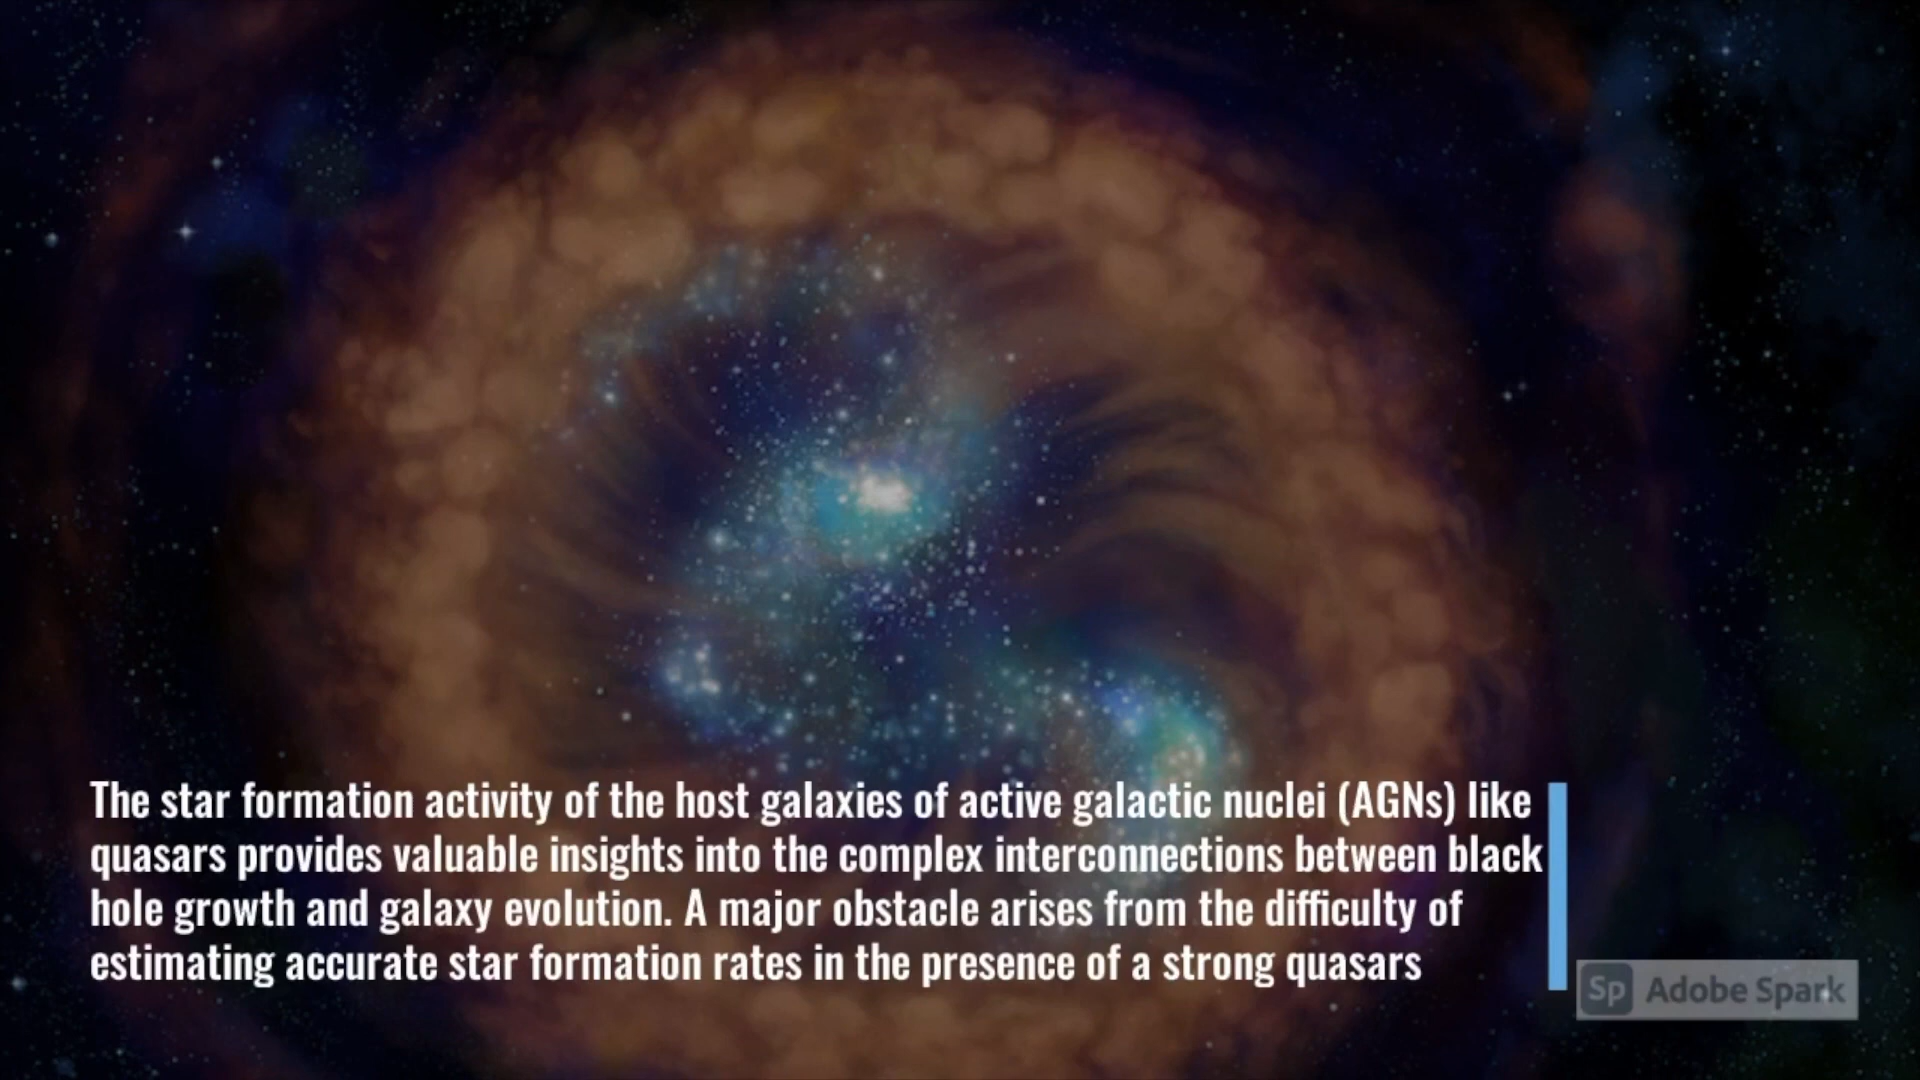 The star formation activity of the host galaxies of active galactic nuclei (AGNs) like
quasars provides valuable insights into the complex interconnections between black
hole growth and galaxy evolution. A major obstacle arises from the difficulty of
estimating accurate star formation rates in the presence of a strong quasars
Sp Adobe Spark